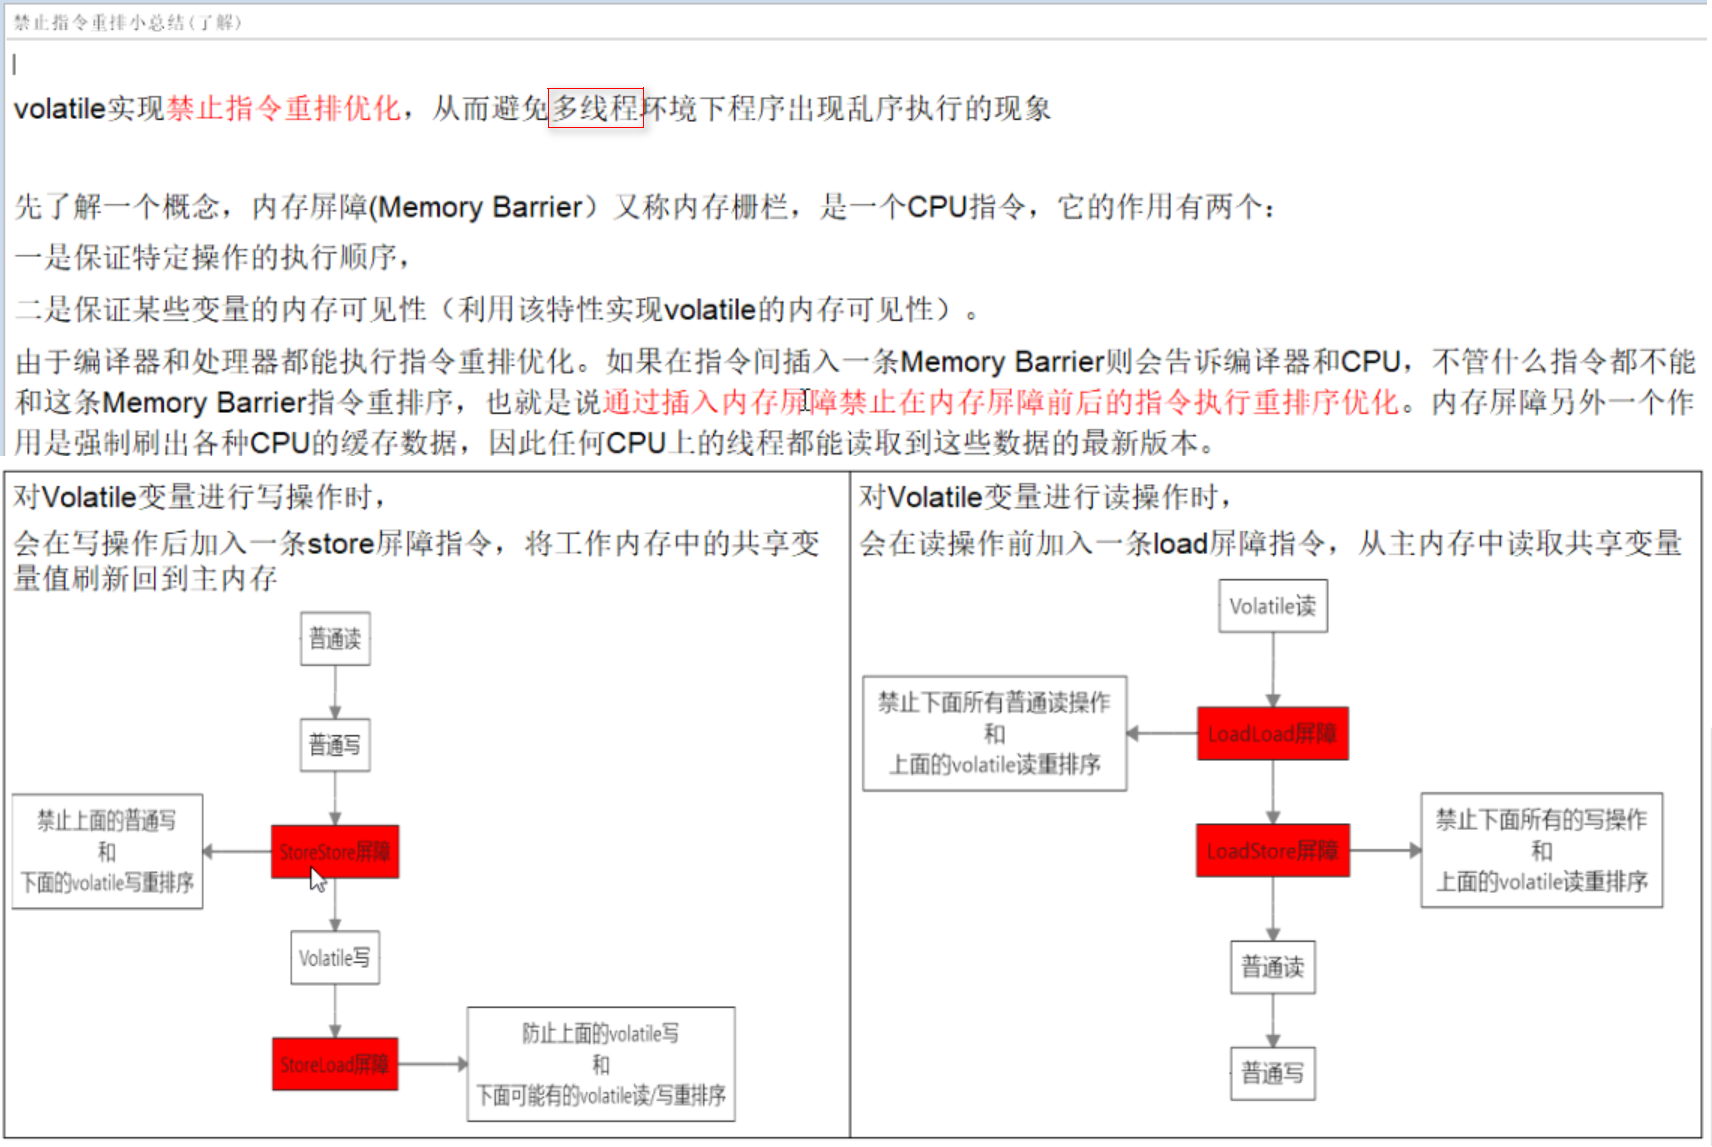 禁止指令重排小总结(了解)
volatile实现禁止指令重排优化，从而避免多线程环境下程序出现乱序执行的现象
先了解一个概念，内存屏障(Memory Barrier）又称内存栅栏，是一个CPU指令，它的作用有两个：
一是保证特定操作的执行顺序，
二是保证某些变量的内存可见性（利用该特性实现volatile的内存可见性）。
由于编译器和处理器都能执行指令重排优化。如果在指令间插入一条Memory Barrier则会告诉编译器和CPU，不管什么指令都不能
和这条Memory Barrier指令重排序，也就是说通过插入内存屏障禁止在内存屏障前后的指令执行重排序优化。内存屏障另外一个作
用是强制刷出各种CPU的缓存数据，因此任何CPU上的线程都能读取到这些数据的最新版本。
对Volatile变量进行写操作时，
会在写操作后加入一条store屏障指令，将工作内存中的共享变
量值刷新回到主内存
普通读
普通写
禁止上面的普通写
和
下面的volatile写重排序
StoreStore屏障
Volatile写
StoreLoad屏障
防止上面的volatile写
和
下面可能有的volatile读/写重排序
对Volatile变量进行读操作时，
会在读操作前加入一条load屏障指令，从主内存中读取共享变量
Volatile读
禁止下面所有普通读操作
和
上面的volatile读重排序
LoadLoad屏障
LoadStore屏障
禁止下面所有的写操作
和
上面的volatile读重排序
普通读
普通写